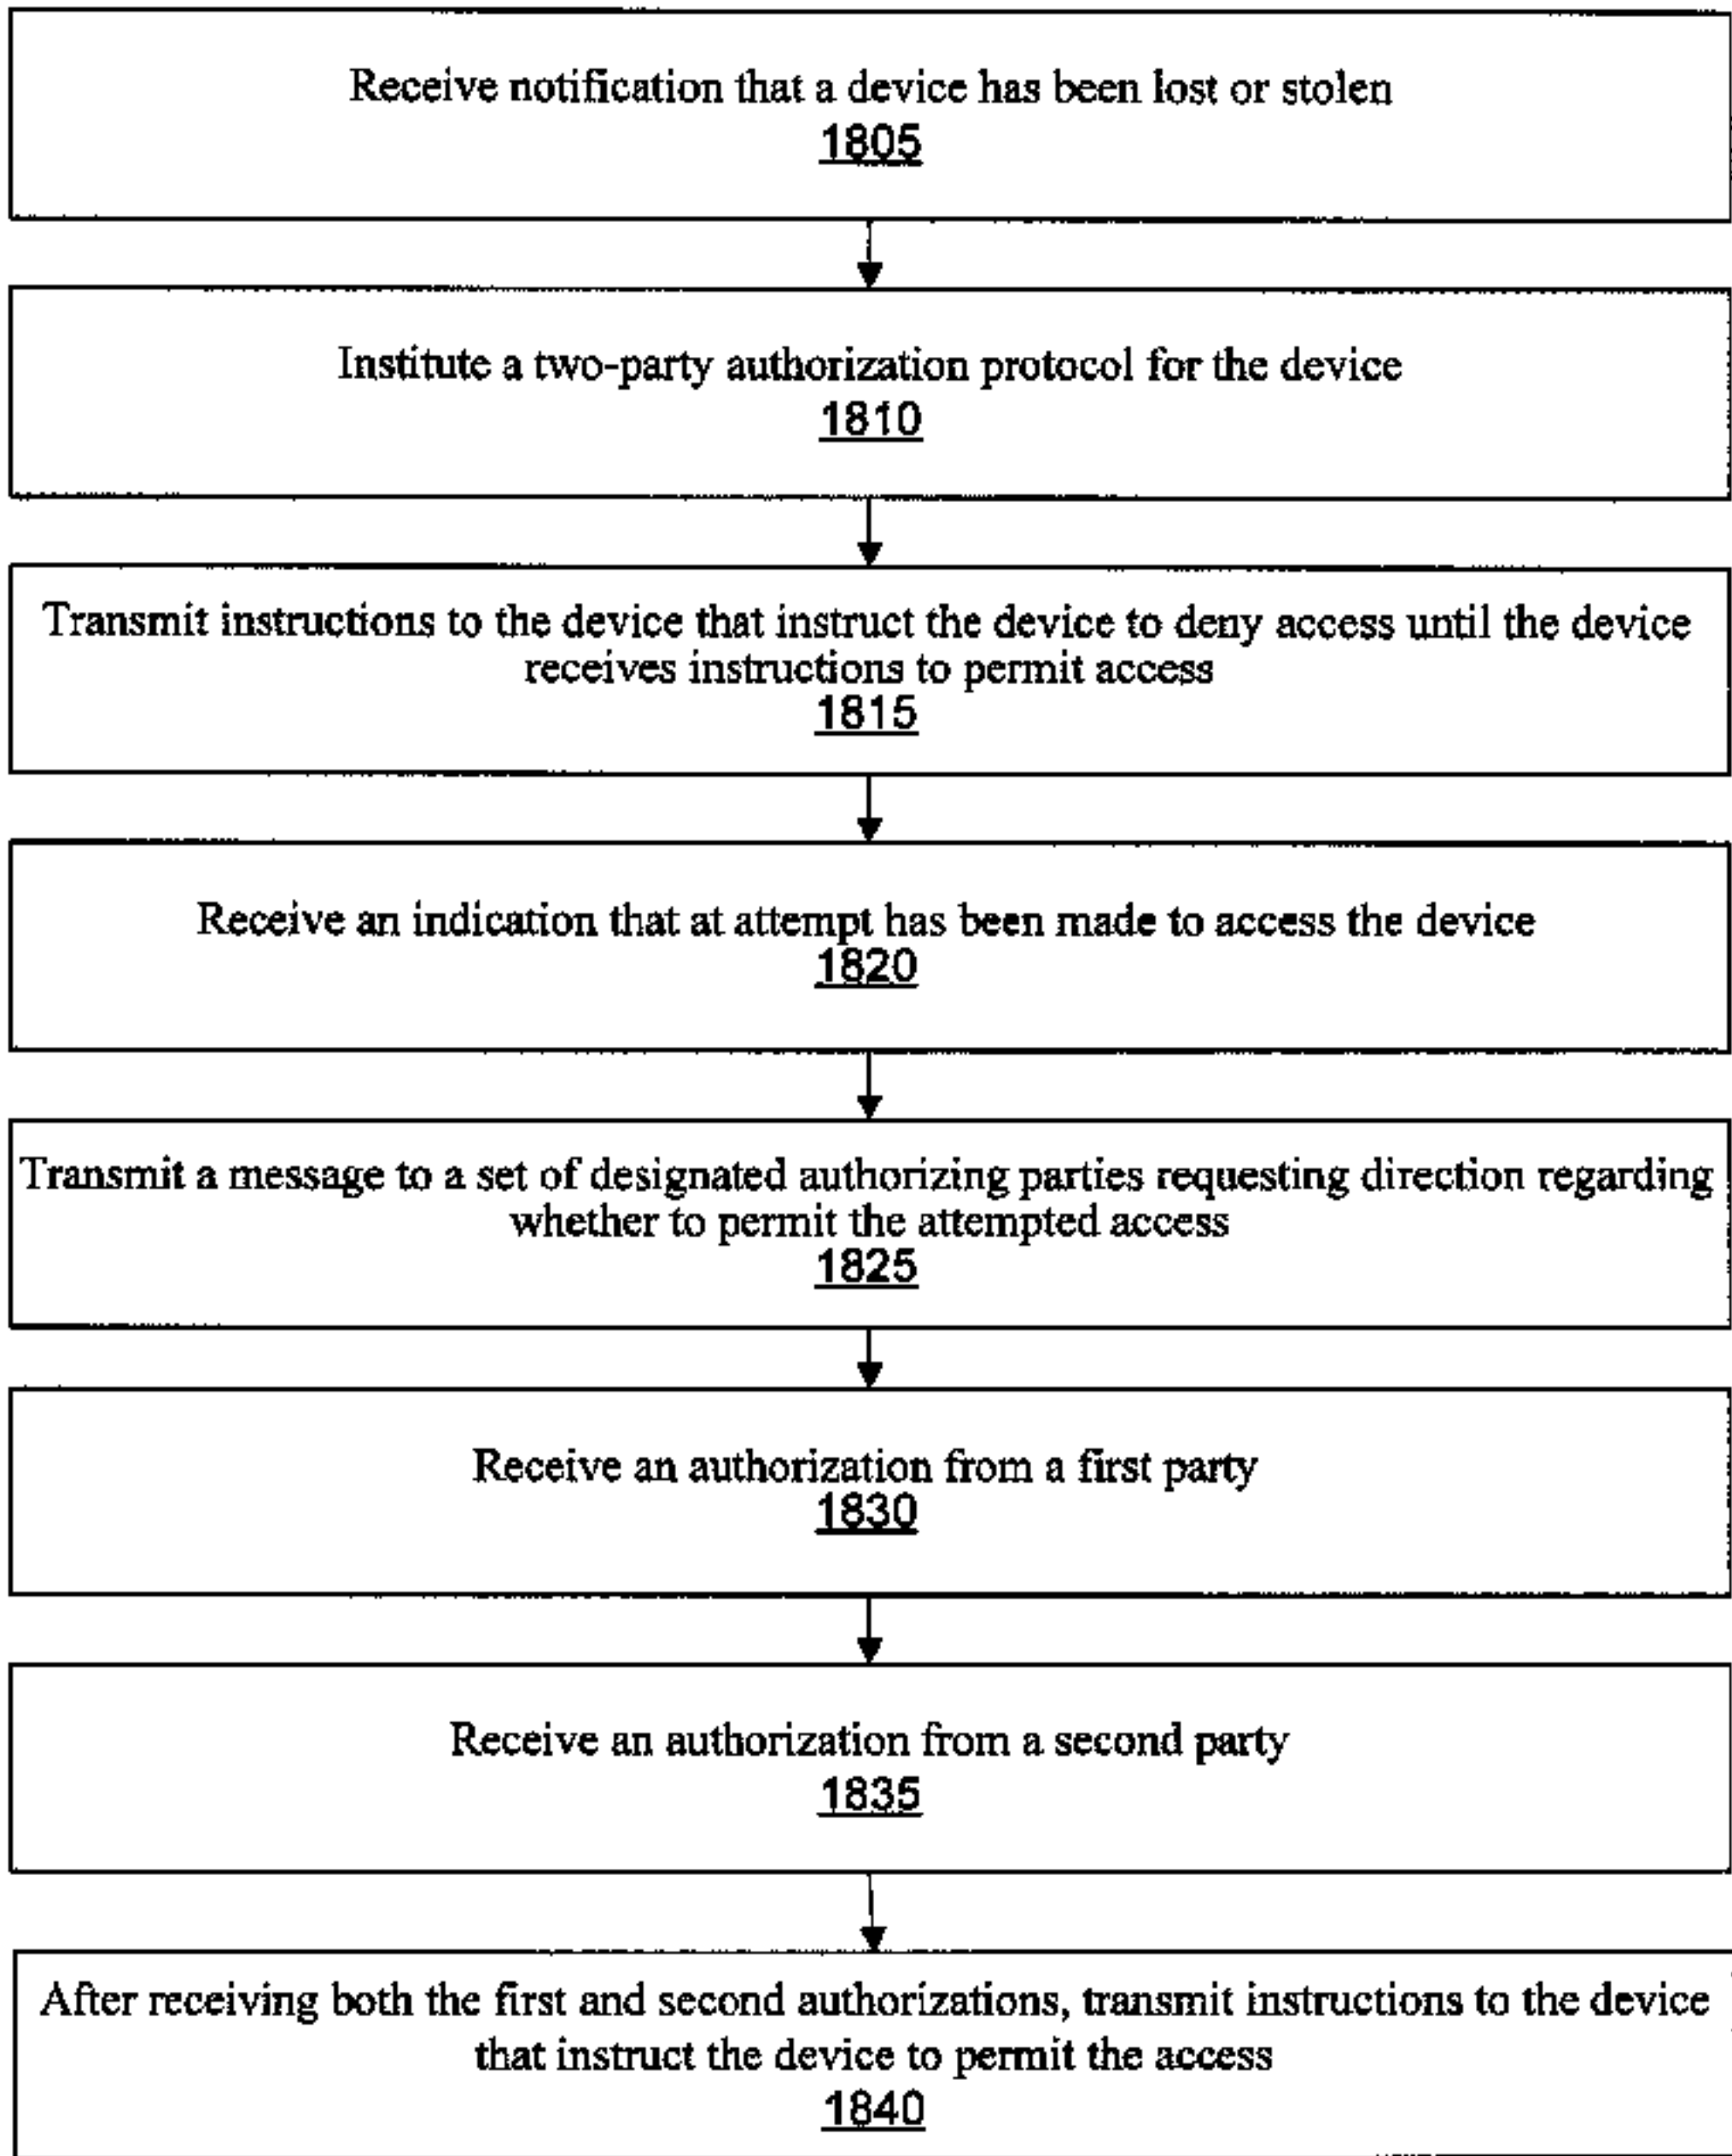 Receive notification that a device has been lost or stolen
1805
Institute a two-party authorization protocol for the device
1810
Transmit instructions to the device that instruct the device to deny access until the device
receives instructions to permit access
1815
Receive an indication that at attempt has been made to access the device
1820
Transmit a message to a set of designated authorizing parties requesting direction regarding
whether to permit the attempted access
1825
Receive an authorization from a first party
1830
Receive an authorization from a second party
1835
After receiving both the first and second authorizations, transmit instructions to the device
that instruct the device to permit the access
1840